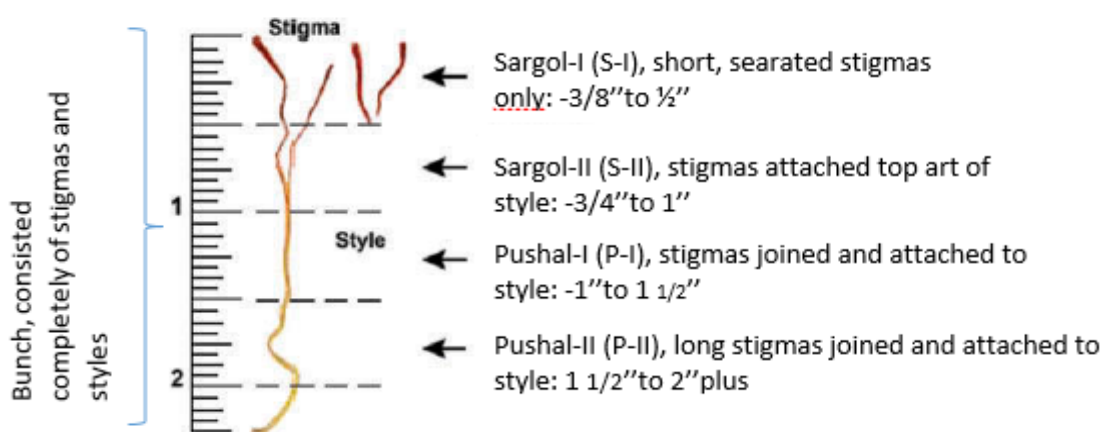 Stigma
Sargol-I (S-I), short, searated stigmas
only: -3/8’’to ½’’
Sargol-II (S-II), stigmas attached top art of
style: -3/4’’to 1’’
1
Style
Pushal-I (P-I), stigmas joined and attached to
style: -1’’to 1 1/2’’
Pushal-II (P-II), long stigmas joined and attached to
style: 1 1/2’’to 2’’plus
2
Bunch, consisted
completely of stigmas and
styles